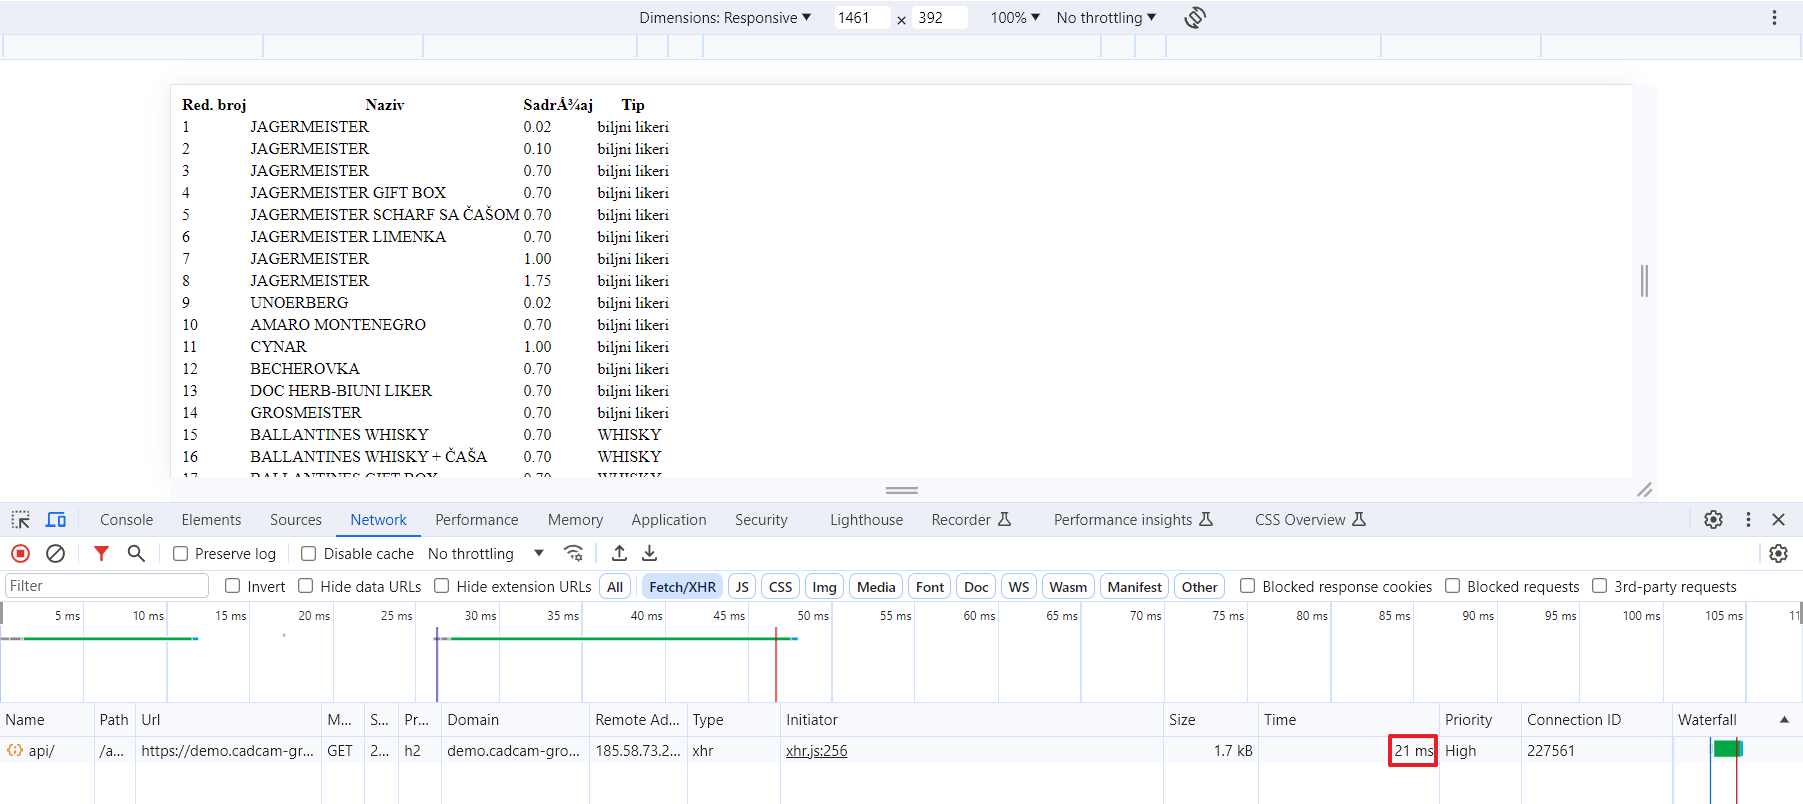 Dimensions: Responsive ▼ 1461 × 392 100% ▼ No throttling ▼
Red. broj Naziv SadrÅ¾aj Tip
1 JAGERMEISTER 0.02 biljni likeri
2 JAGERMEISTER 0.10 biljni likeri
3 JAGERMEISTER 0.70 biljni likeri
4 JAGERMEISTER GIFT BOX 0.70 biljni likeri
5 JAGERMEISTER SCHARF SA ČAŠOM 0.70 biljni likeri
6 JAGERMEISTER LIMENKA 0.70 biljni likeri
7 JAGERMEISTER 1.00 biljni likeri
8 JAGERMEISTER 1.75 biljni likeri
9 UNOERBERG 0.02 biljni likeri
10 AMARO MONTENEGRO 0.70 biljni likeri
11 CYNAR 1.00 biljni likeri
12 BECHEROVKA 0.70 biljni likeri
13 DOC HERB-BIUNI LIKER 0.70 biljni likeri
14 GROSMEISTER 0.70 biljni likeri
15 BALLANTINES WHISKY 0.70 WHISKY
16 BALLANTINES WHISKY + ČAŠA 0.70 WHISKY
17 BALLANTINES GIFT BOX 0.70 WHISKY
Console Elements Sources Network Performance Memory Application Security Lighthouse Recorder Performance insights CSS Overview
Preserve log Disable cache No throttling
Filter Invert Hide data URLs Hide extension URLs All Fetch/XHR JS CSS Img Media Font Doc WS Wasm Manifest Other Blocked response cookies Blocked requests 3rd-party requests
5 ms 10 ms 15 ms 20 ms 25 ms 30 ms 35 ms 40 ms 45 ms 50 ms 55 ms 60 ms 65 ms 70 ms 75 ms 80 ms 85 ms 90 ms 95 ms 100 ms 105 ms 11
Name Path Url M... S... Pr... Domain Remote Ad... Type Initiator Size Time Priority Connection ID Waterfall ▲
api/ /a... https://demo.cadcam-gr... GET 2... h2 demo.cadcam-gro... 185.58.73.2... xhr xhr.js:256 1.7 kB 21 ms High 227561